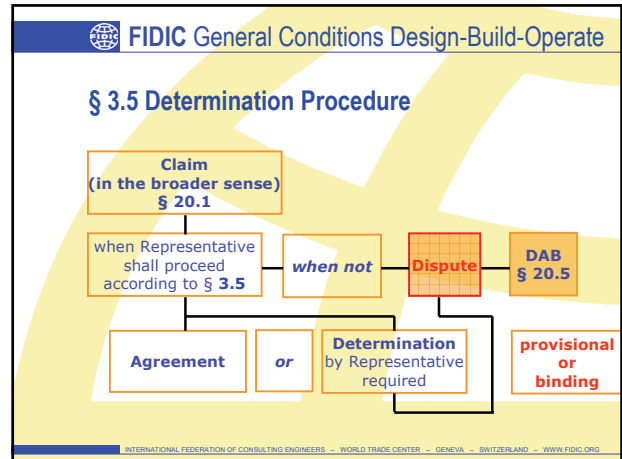 FIDIC FIDIC General Conditions Design-Build-Operate
§ 3.5 Determination Procedure
Claim
(in the broader sense)
§ 20.1
when Representative
shall proceed
according to § 3.5
when not
Dispute
DAB
§ 20.5
Agreement
or
Determination
by Representative
required
provisional
or
binding
INTERNATIONAL FEDERATION OF CONSULTING ENGINEERS – WORLD TRADE CENTER – GENEVA – SWITZERLAND – WWW.FIDIC.ORG